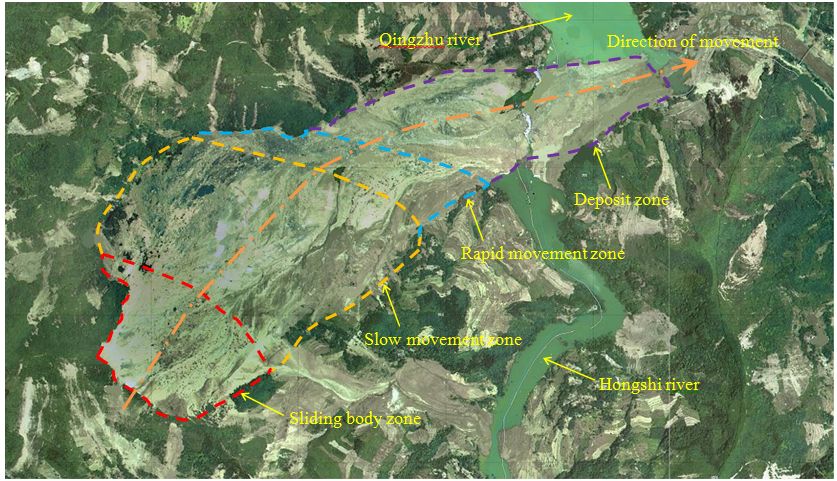 Qingzhu river
Direction of movement
Deposit zone
Rapid movement zone
Slow movement zone
Hongshi river
Sliding body zone